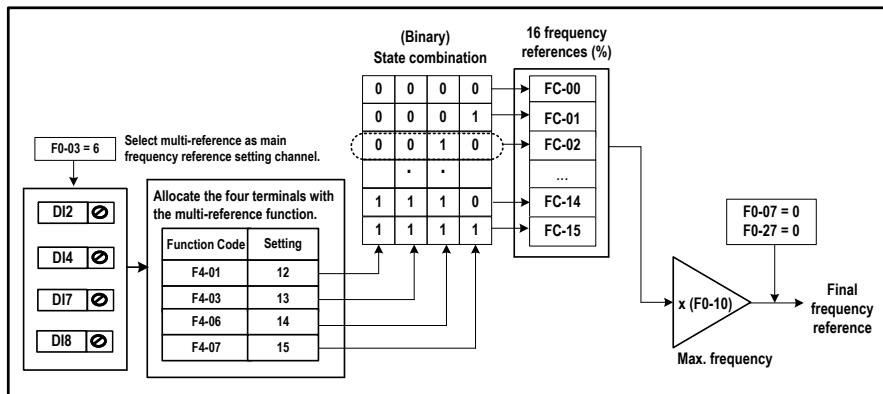 (Binary)
State combination
16 frequency
references (%)
0 0 0 0
FC-00
0 0 0 1
FC-01
0 0 1 0
FC-02
. .
...
1 1 1 0
FC-14
1 1 1 1
FC-15
F0-03 = 6
Select multi-reference as main
frequency reference setting channel.
DI2
DI4
DI7
DI8
Allocate the four terminals with
the multi-reference function.
Function Code Setting
F4-01 12
F4-03 13
F4-06 14
F4-07 15
F0-07 = 0
F0-27 = 0
x (F0-10)
Max. frequency
Final
frequency
reference